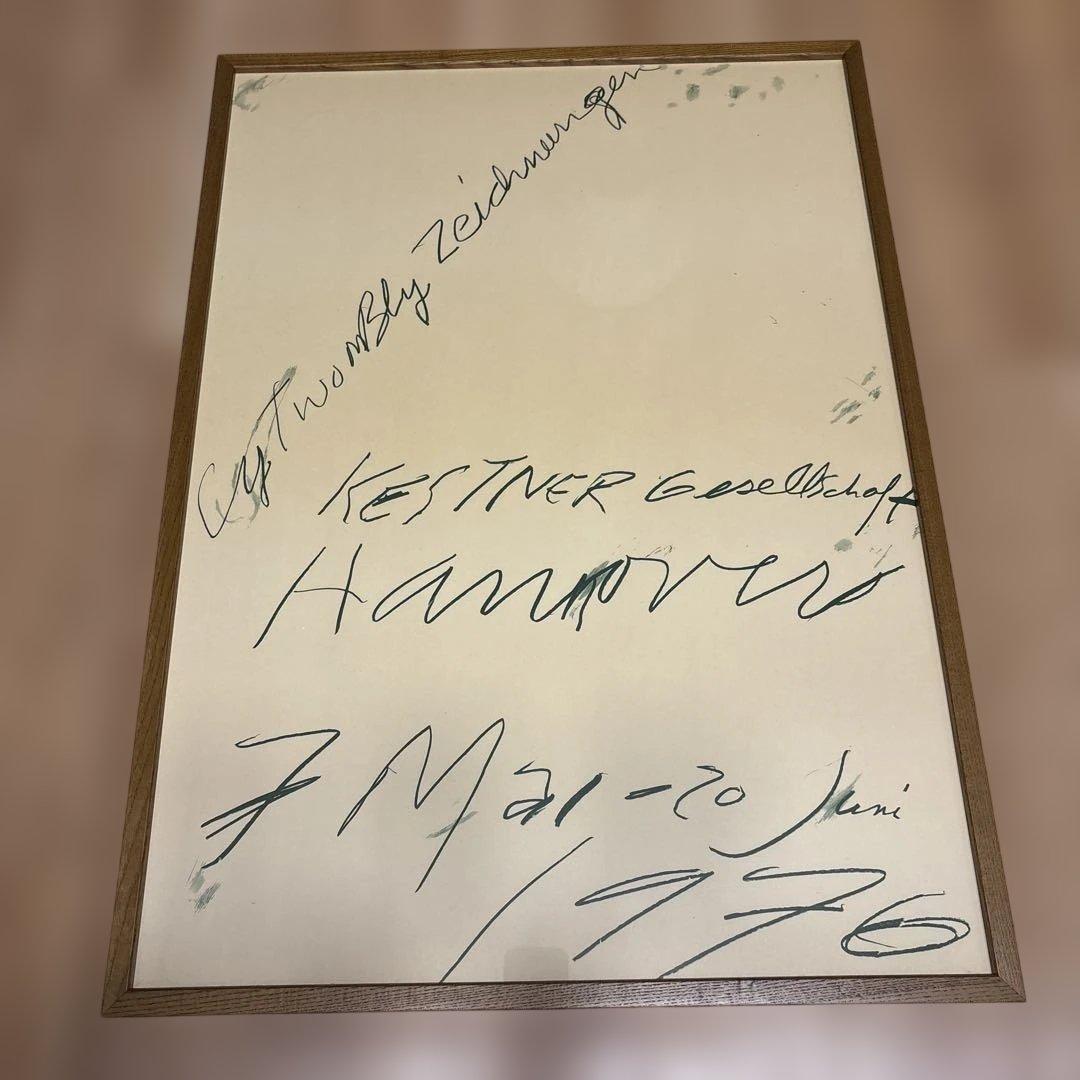 Cy TwomBly Zeichnungen
KESTNER Gesellschaft
Hannover
7 Mai - 20 Juni
1976